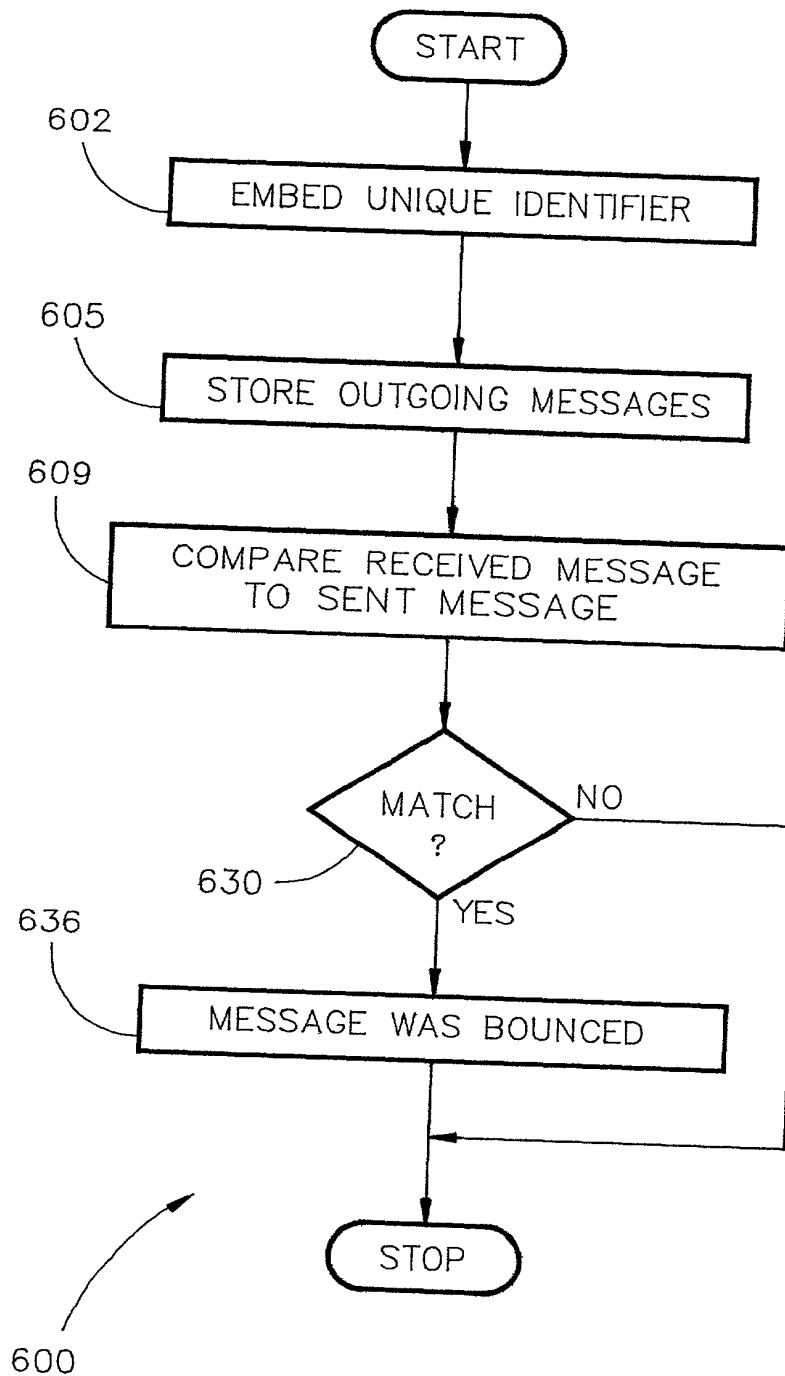 START
602
EMBED UNIQUE IDENTIFIER
605
STORE OUTGOING MESSAGES
609
COMPARE RECEIVED MESSAGE
TO SENT MESSAGE
MATCH
?
NO
630
YES
636
MESSAGE WAS BOUNCED
STOP
600